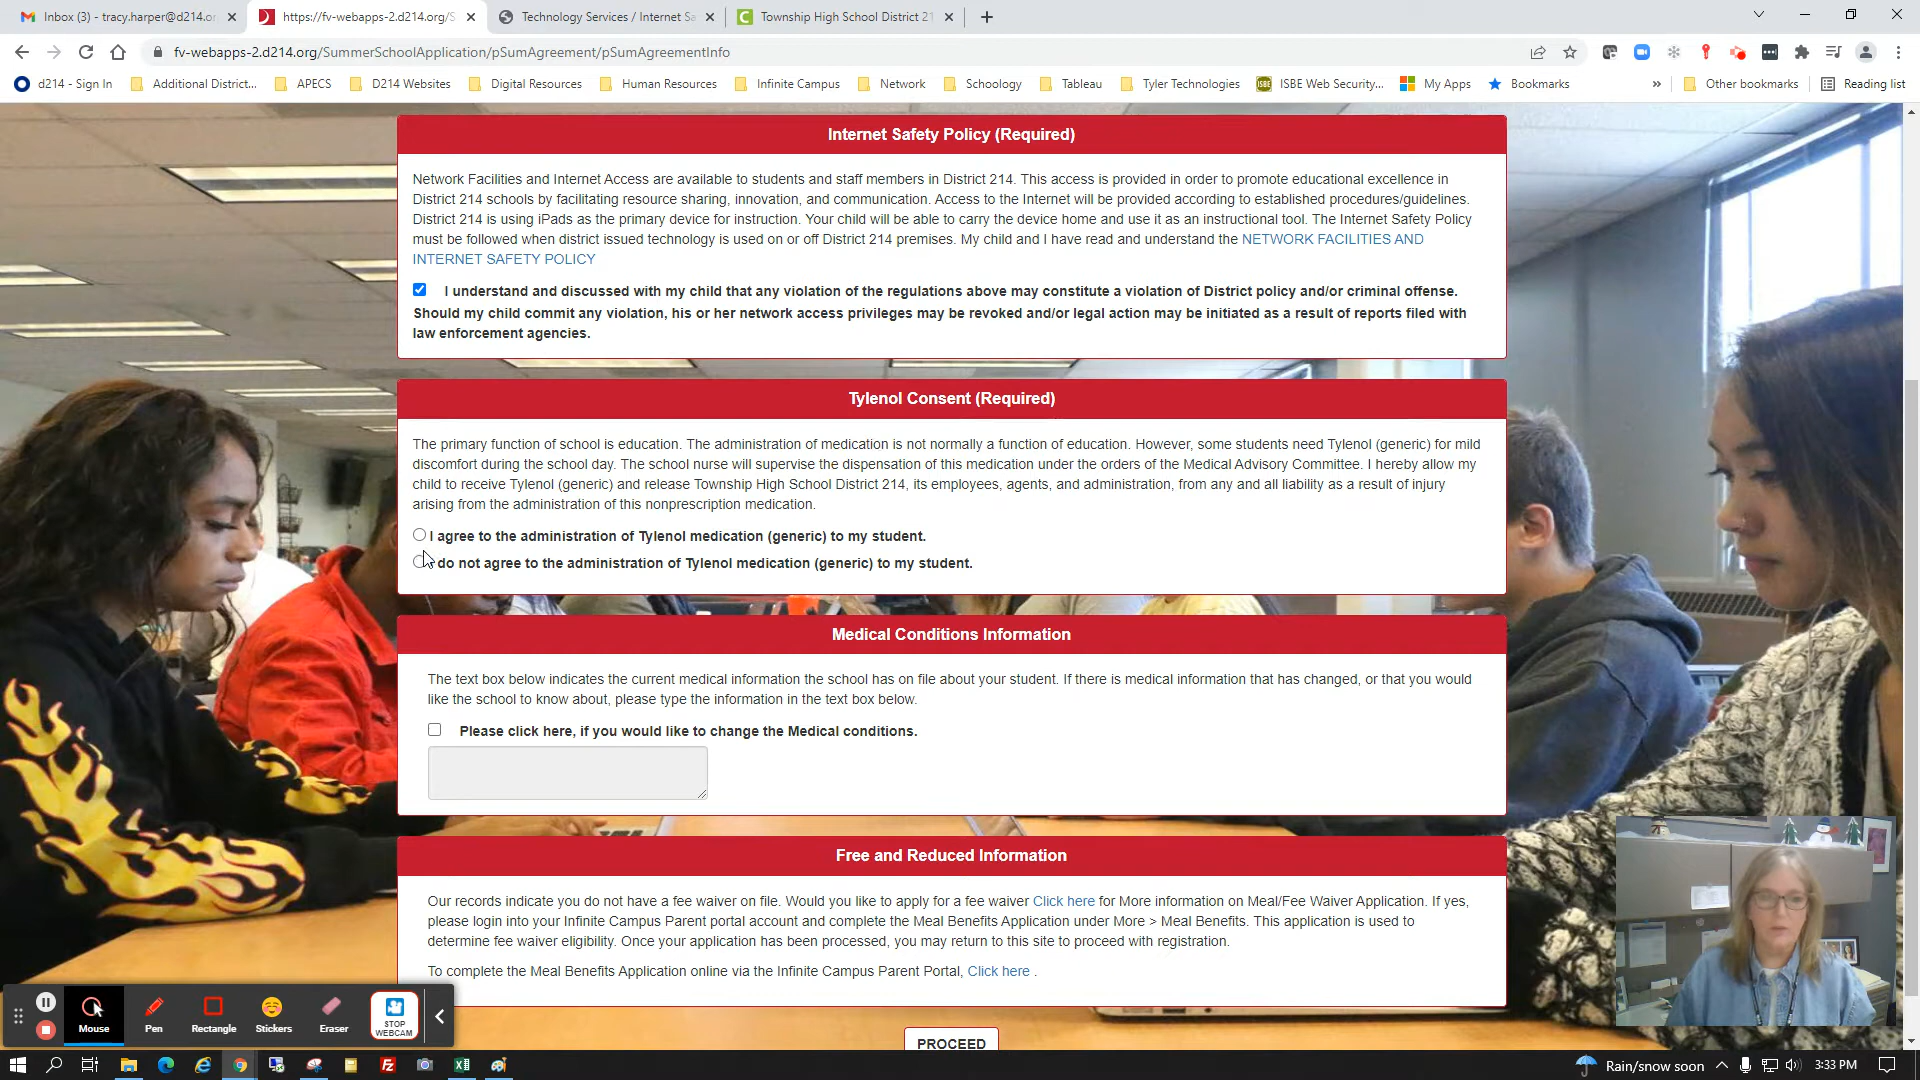 Inbox (3) - tracy.harper@d214.or
https://fv-webapps-2.d214.org/S
Technology Services / Internet Sa
Township High School District 21
fv-webapps-2.d214.org/SummerSchoolApplication/pSumAgreement/pSumAgreementInfo
d214 - Sign In
Additional District...
APECS
D214 Websites
Digital Resources
Human Resources
Infinite Campus
Network
Schoology
Tableau
Tyler Technologies
ISBE Web Security...
My Apps
Bookmarks
»
Other bookmarks
Reading list
Internet Safety Policy (Required)
Network Facilities and Internet Access are available to students and staff members in District 214. This access is provided in order to promote educational excellence in
District 214 schools by facilitating resource sharing, innovation, and communication. Access to the Internet will be provided according to established procedures/guidelines.
District 214 is using iPads as the primary device for instruction. Your child will be able to carry the device home and use it as an instructional tool. The Internet Safety Policy
must be followed when district issued technology is used on or off District 214 premises. My child and I have read and understand the NETWORK FACILITIES AND
INTERNET SAFETY POLICY
I understand and discussed with my child that any violation of the regulations above may constitute a violation of District policy and/or criminal offense.
Should my child commit any violation, his or her network access privileges may be revoked and/or legal action may be initiated as a result of reports filed with
law enforcement agencies.
Tylenol Consent (Required)
The primary function of school is education. The administration of medication is not normally a function of education. However, some students need Tylenol (generic) for mild
discomfort during the school day. The school nurse will supervise the dispensation of this medication under the orders of the Medical Advisory Committee. I hereby allow my
child to receive Tylenol (generic) and release Township High School District 214, its employees, agents, and administration, from any and all liability as a result of injury
arising from the administration of this nonprescription medication.
I agree to the administration of Tylenol medication (generic) to my student.
do not agree to the administration of Tylenol medication (generic) to my student.
Medical Conditions Information
The text box below indicates the current medical information the school has on file about your student. If there is medical information that has changed, or that you would
like the school to know about, please type the information in the text box below.
Please click here, if you would like to change the Medical conditions.
Free and Reduced Information
Our records indicate you do not have a fee waiver on file. Would you like to apply for a fee waiver Click here for More information on Meal/Fee Waiver Application. If yes,
please login into your Infinite Campus Parent portal account and complete the Meal Benefits Application under More > Meal Benefits. This application is used to
determine fee waiver eligibility. Once your application has been processed, you may return to this site to proceed with registration.
To complete the Meal Benefits Application online via the Infinite Campus Parent Portal, Click here .
PROCEED
Mouse
Pen
Rectangle
Stickers
Eraser
STOP
WEBCAM
Rain/snow soon
3:33 PM